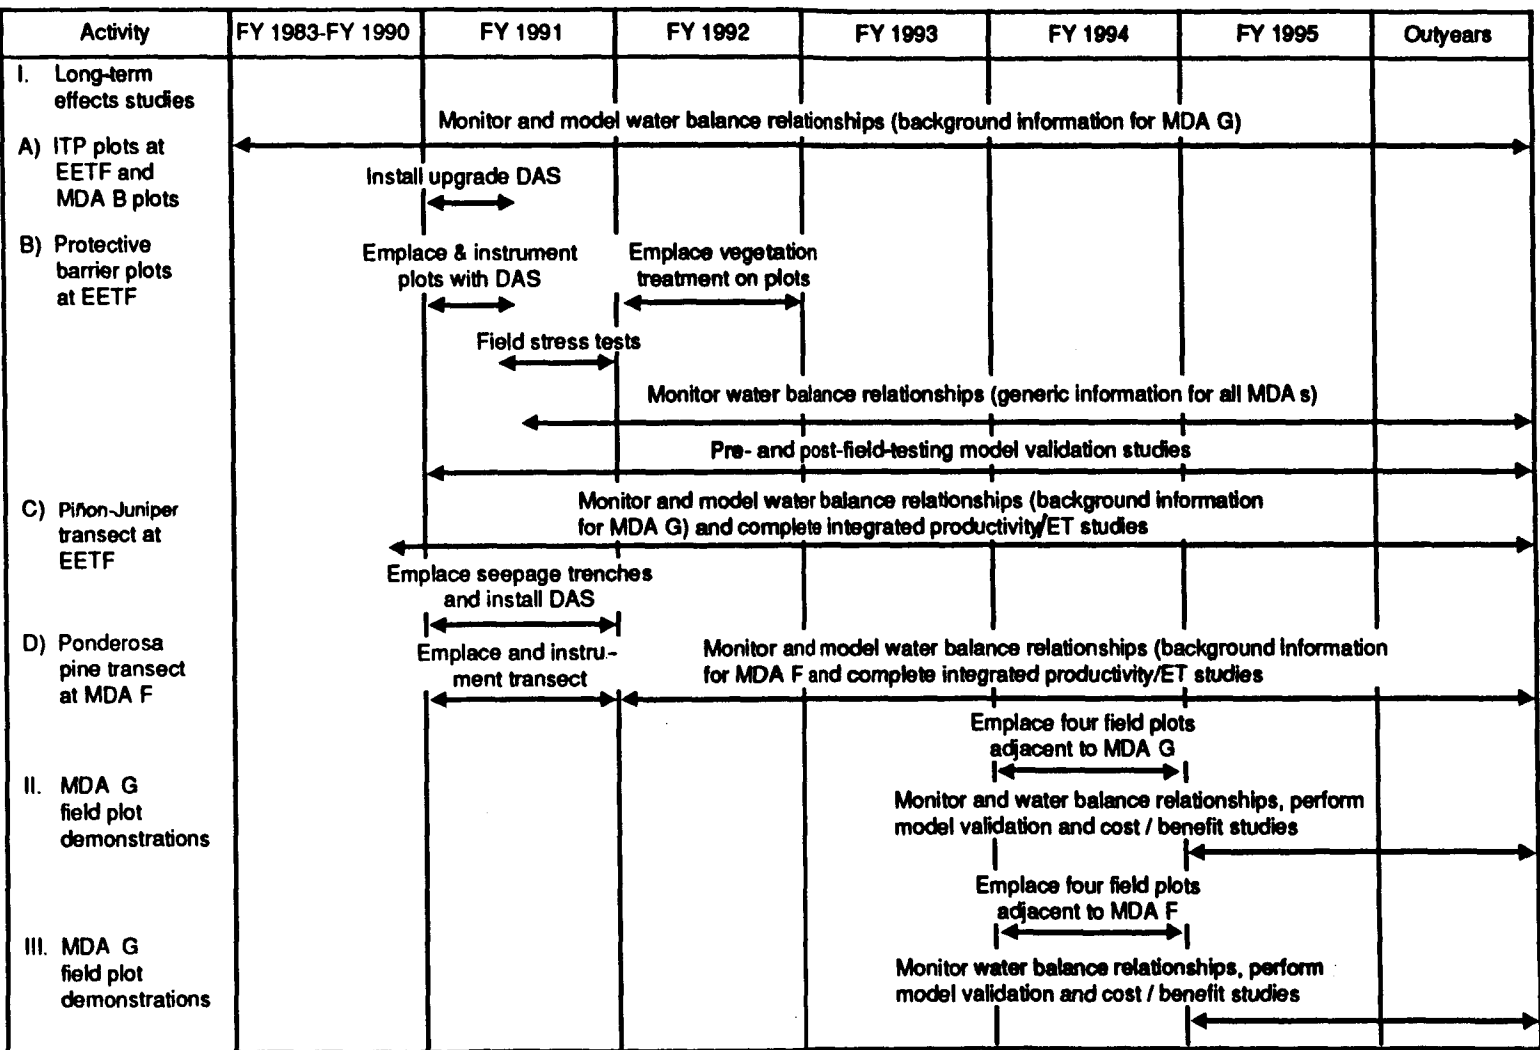 Activity FY 1983-FY 1990 FY 1991 FY 1992 FY 1993 FY 1994 FY 1995 Outyears
I. Long-term
effects studies
Monitor and model water balance relationships (background information for MDA G)
A) ITP plots at
EETF and
MDA B plots
Install upgrade DAS
B) Protective
barrier plots
at EETF
Emplace & instrument
plots with DAS
Emplace vegetation
treatment on plots
Field stress tests
Monitor water balance relationships (generic information for all MDA s)
Pre- and post-field-testing model validation studies
C) Piñon-Juniper
transect at
EETF
Monitor and model water balance relationships (background information
for MDA G) and complete integrated productivity/ET studies
Emplace seepage trenches
and install DAS
D) Ponderosa
pine transect
at MDA F
Emplace and instru-
ment transect
Monitor and model water balance relationships (background information
for MDA F and complete integrated productivity/ET studies
Emplace four field plots
adjacent to MDA G
II. MDA G
field plot
demonstrations
Monitor and water balance relationships, perform
model validation and cost / benefit studies
Emplace four field plots
adjacent to MDA F
III. MDA G
field plot
demonstrations
Monitor water balance relationships, perform
model validation and cost / benefit studies